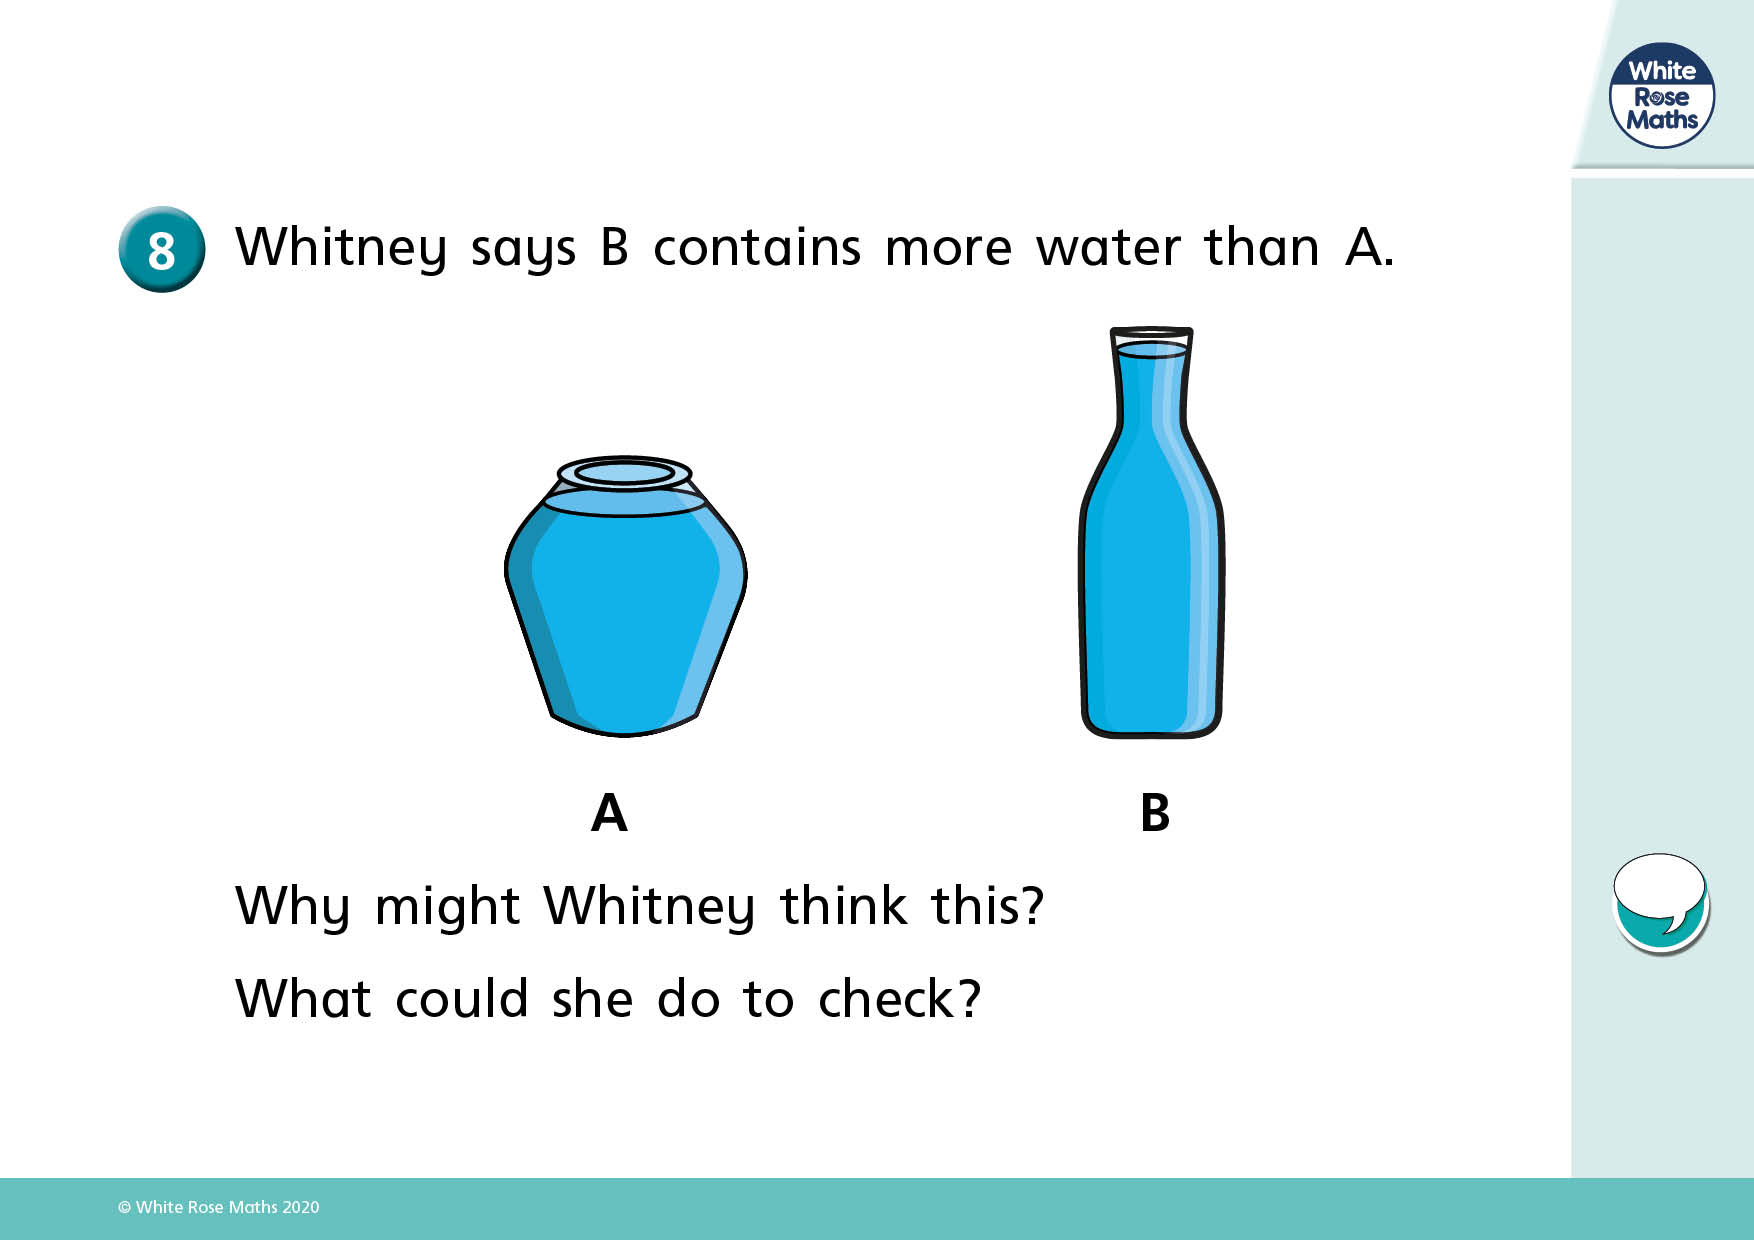 White
Rose
Maths
8 Whitney says B contains more water than A.
A B
Why might Whitney think this?
What could she do to check?
© White Rose Maths 2020